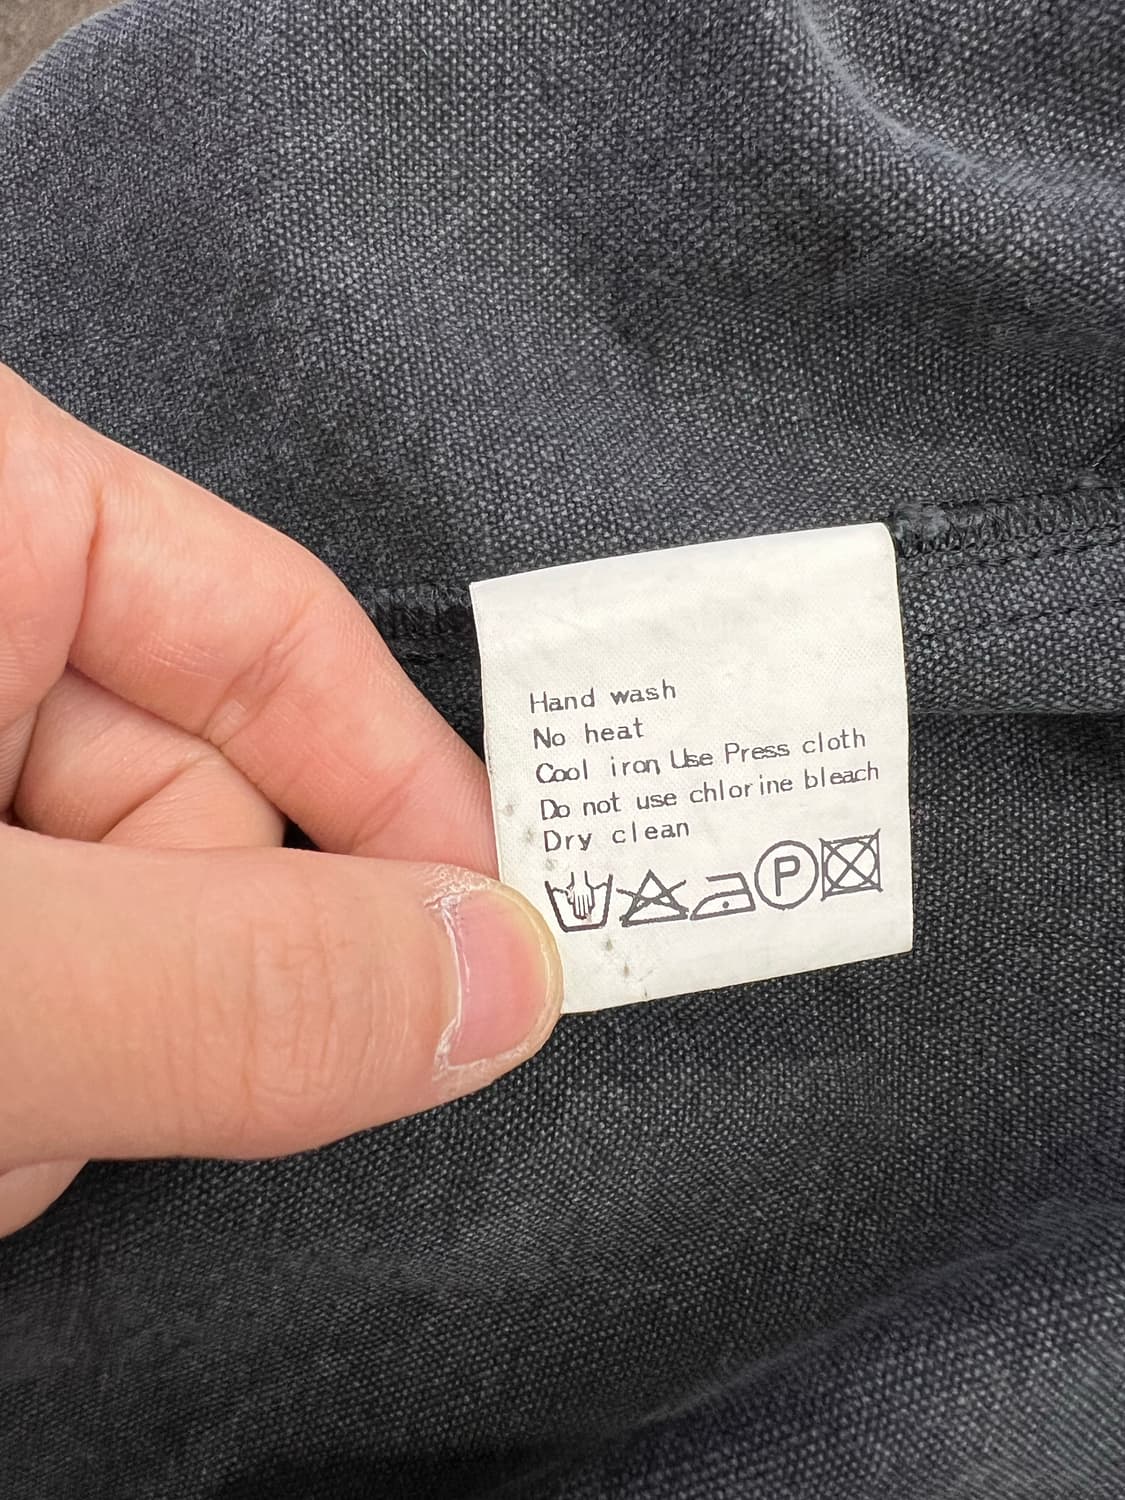 Hand wash
No heat
Cool iron, Use Press cloth
Do not use chlorine bleach
Dry clean
P